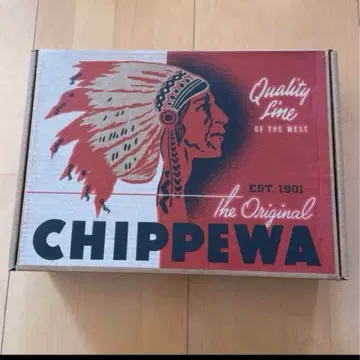 Quality
Line
OF THE WEST
EST. 1901
The Original
CHIPPEWA